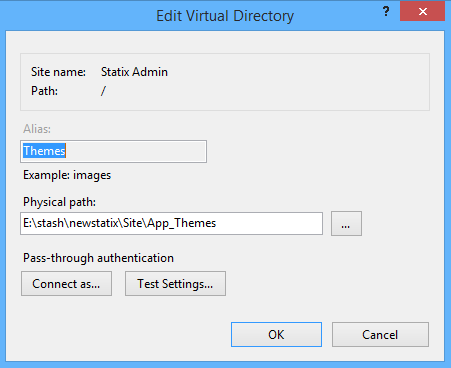 Edit Virtual Directory
?
Site name: Statix Admin
Path: /
Alias:
Themes
Example: images
Physical path:
E:\stash\newstatix\Site\App_Themes
...
Pass-through authentication
Connect as... Test Settings...
OK Cancel